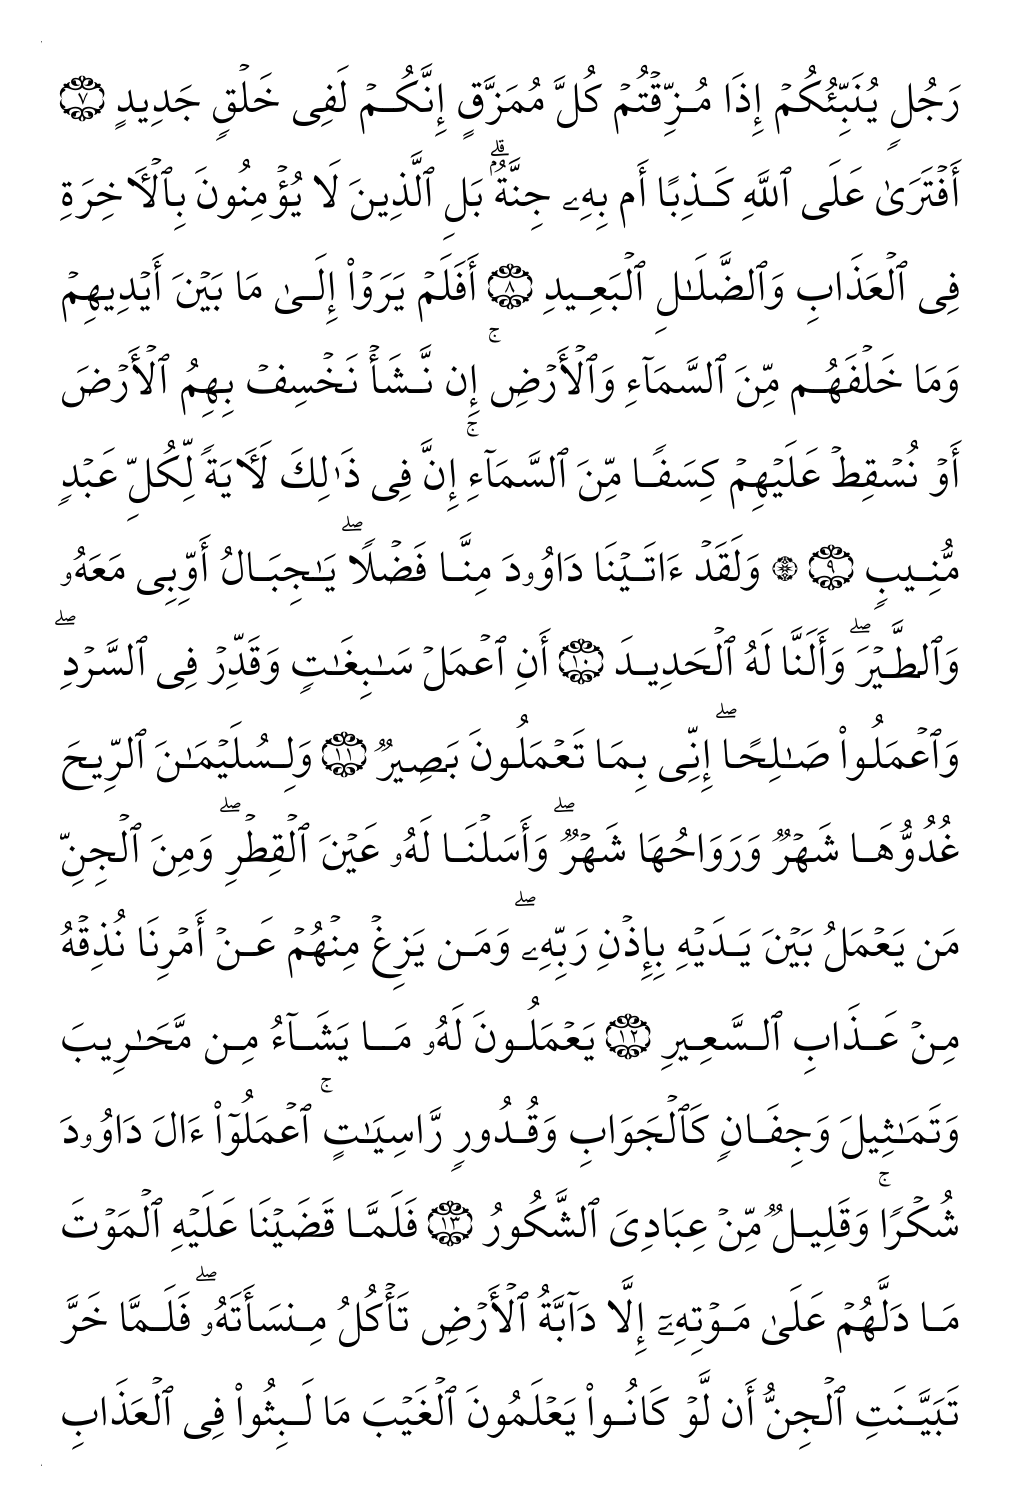 رَجُلٍ يُنَبِّئُكُمۡ إِذَا مُزِّقۡتُمۡ كُلَّ مُمَزَّقٍ إِنَّكُمۡ لَفِى خَلۡقٍ جَدِيدٍ ۝٧
أَفۡتَرَىٰ عَلَى ٱللَّهِ كَذِبًا أَم بِهِۦ جِنَّةُۢۗ بَلِ ٱلَّذِينَ لَا يُؤۡمِنُونَ بِٱلۡأَخِرَةِ
فِى ٱلۡعَذَابِ وَٱلضَّلَـٰلِ ٱلۡبَعِيدِ ۝٨ أَفَلَمۡ يَرَوۡاْ إِلَىٰ مَا بَيۡنَ أَيۡدِيهِمۡ
وَمَا خَلۡفَهُم مِّنَ ٱلسَّمَآءِ وَٱلۡأَرۡضِۚ إِن نَّشَأۡ نَخۡسِفۡ بِهِمُ ٱلۡأَرۡضَ
أَوۡ نُسۡقِطۡ عَلَيۡهِمۡ كِسَفًا مِّنَ ٱلسَّمَآءِۚ إِنَّ فِى ذَٰلِكَ لَأَيَةً لِّكُلِّ عَبۡدٍ
مُّنِيبٍ ۝٩ ۞ وَلَقَدۡ ءَاتَيۡنَا دَاوُۥدَ مِنَّا فَضۡلًاۖ يَـٰجِبَالُ أَوِّبِى مَعَهُۥ
وَٱلطَّيۡرَۖ وَأَلَنَّا لَهُ ٱلۡحَدِيدَ ۝١٠ أَنِ ٱعۡمَلۡ سَـٰبِغَـٰتٍ وَقَدِّرۡ فِى ٱلسَّرۡدِۖ
وَٱعۡمَلُواْ صَـٰلِحًاۖ إِنِّى بِمَا تَعۡمَلُونَ بَصِيرٌ ۝١١ وَلِسُلَيۡمَـٰنَ ٱلرِّيحَ
غُدُوُّهَا شَهۡرٌ وَرَوَاحُهَا شَهۡرٌۖ وَأَسَلۡنَا لَهُۥ عَيۡنَ ٱلۡقِطۡرِۖ وَمِنَ ٱلۡجِنِّ
مَن يَعۡمَلُ بَيۡنَ يَدَيۡهِ بِإِذۡنِ رَبِّهِۦۖ وَمَن يَزِغۡ مِنۡهُمۡ عَنۡ أَمۡرِنَا نُذِقۡهُ
مِنۡ عَذَابِ ٱلسَّعِيرِ ۝١٢ يَعۡمَلُونَ لَهُۥ مَا يَشَآءُ مِن مَّحَـٰرِيبَ
وَتَمَـٰثِيلَ وَجِفَانٍ كَٱلۡجَوَابِ وَقُدُورٍ رَّاسِيَـٰتٍۚ ٱعۡمَلُوٓاْ ءَالَ دَاوُۥدَ
شُكۡرًاۚ وَقَلِيلٌ مِّنۡ عِبَادِىَ ٱلشَّكُورُ ۝١٣ فَلَمَّا قَضَيۡنَا عَلَيۡهِ ٱلۡمَوۡتَ
مَا دَلَّهُمۡ عَلَىٰ مَوۡتِهِۦٓ إِلَّا دَآبَّةُ ٱلۡأَرۡضِ تَأۡكُلُ مِنسَأَتَهُۥۖ فَلَمَّا خَرَّ
تَبَيَّنَتِ ٱلۡجِنُّ أَن لَّوۡ كَانُواْ يَعۡلَمُونَ ٱلۡغَيۡبَ مَا لَبِثُواْ فِى ٱلۡعَذَابِ